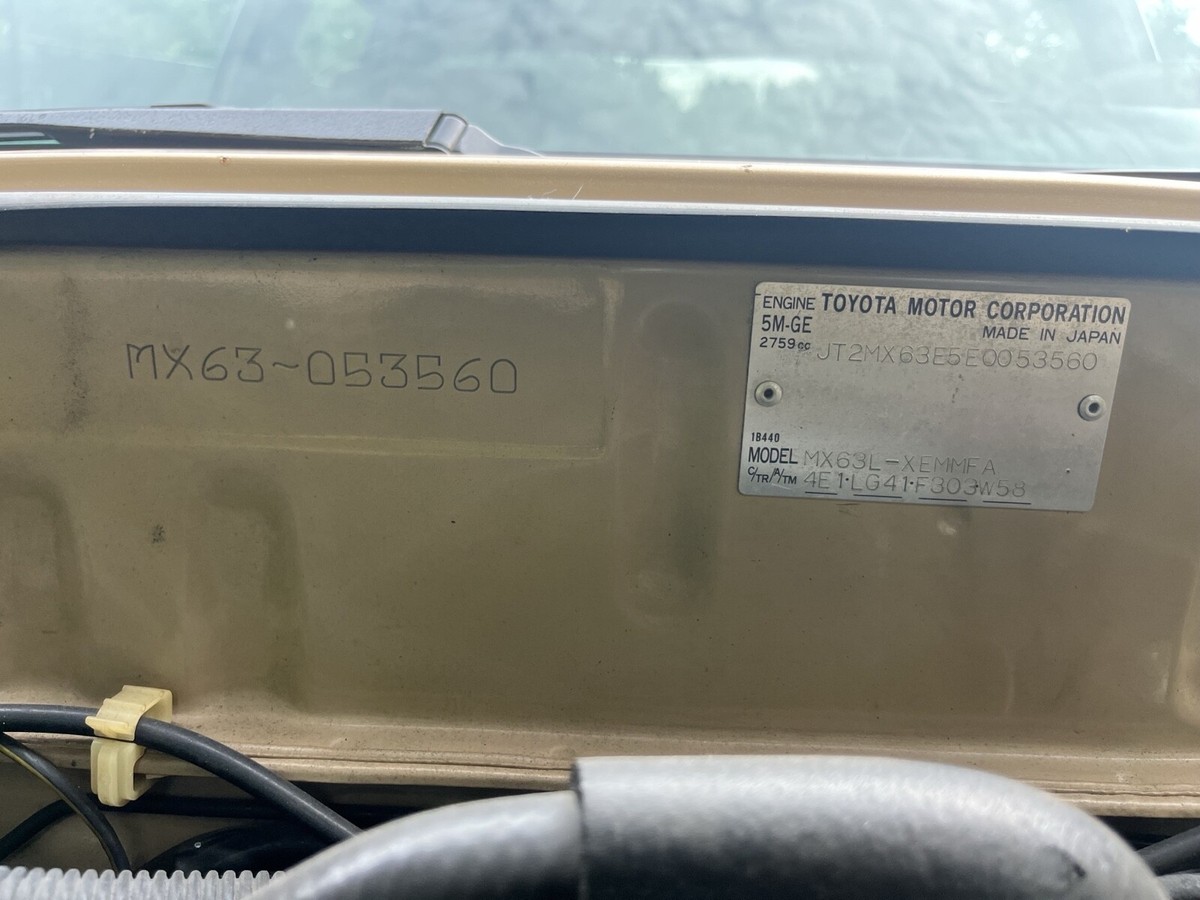 MX63-053560
ENGINE TOYOTA MOTOR CORPORATION
5M-GE MADE IN JAPAN
2759cc JT2MX63E5E0053560
1B440
MODEL MX63L-XEMMFA
C/TR/A/TM 4E1·LG41·F303·W58